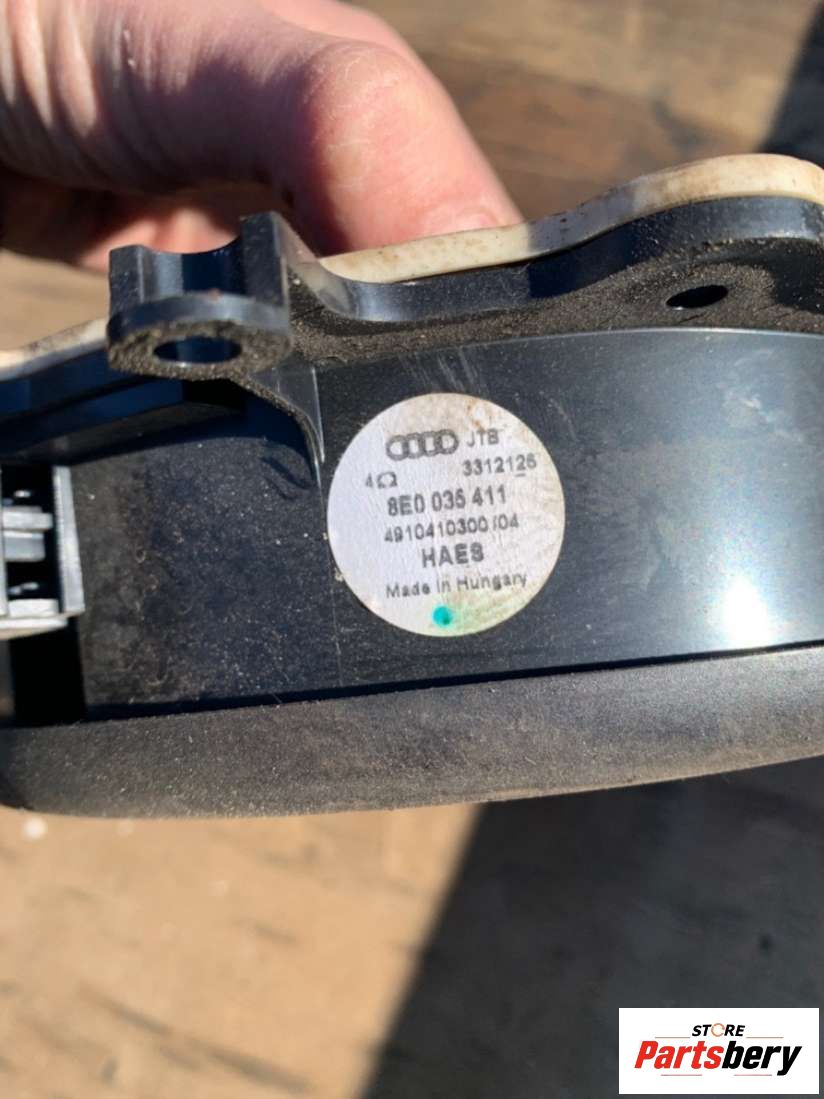 JTB
4Ω 3312126
8E0 035 411
4910410300/04
HAES
Made in Hungary
STORE
Partsbery